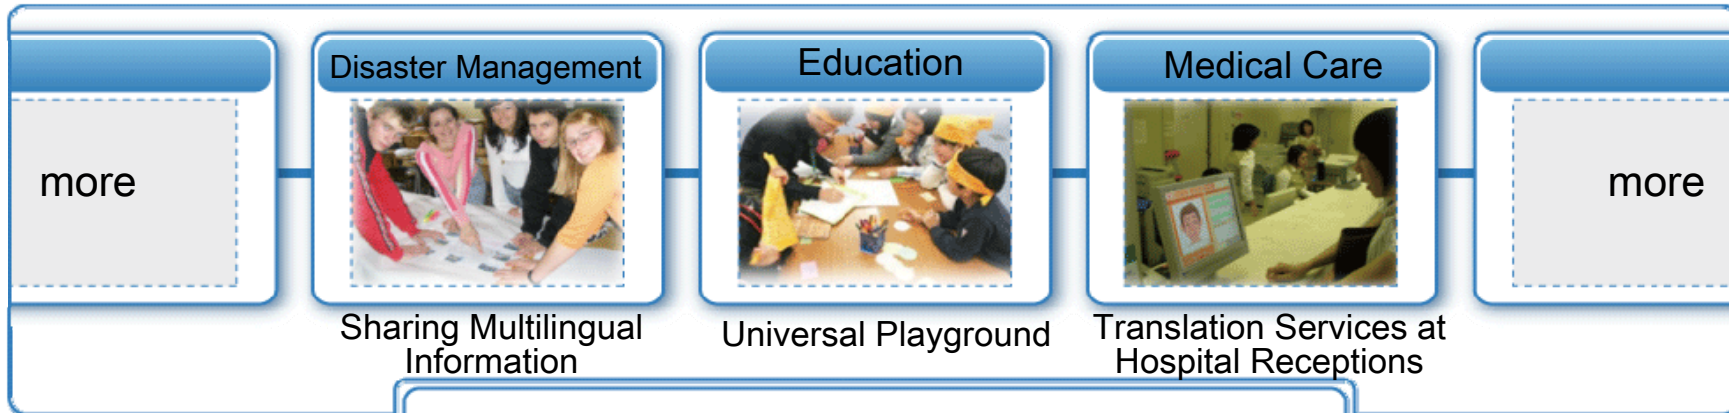 Disaster Management
Education
Medical Care
more
more
Sharing Multilingual
Information
Universal Playground
Translation Services at
Hospital Receptions